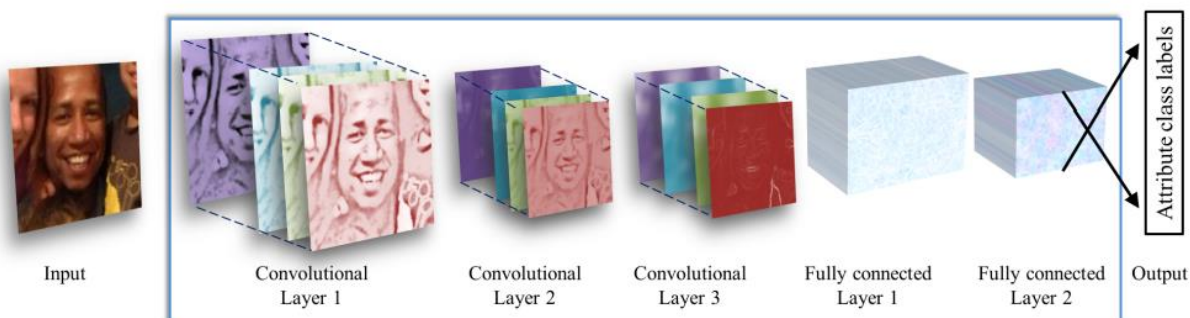 Attribute class labels
Input
Convolutional
Layer 1
Convolutional
Layer 2
Convolutional
Layer 3
Fully connected
Layer 1
Fully connected
Layer 2
Output